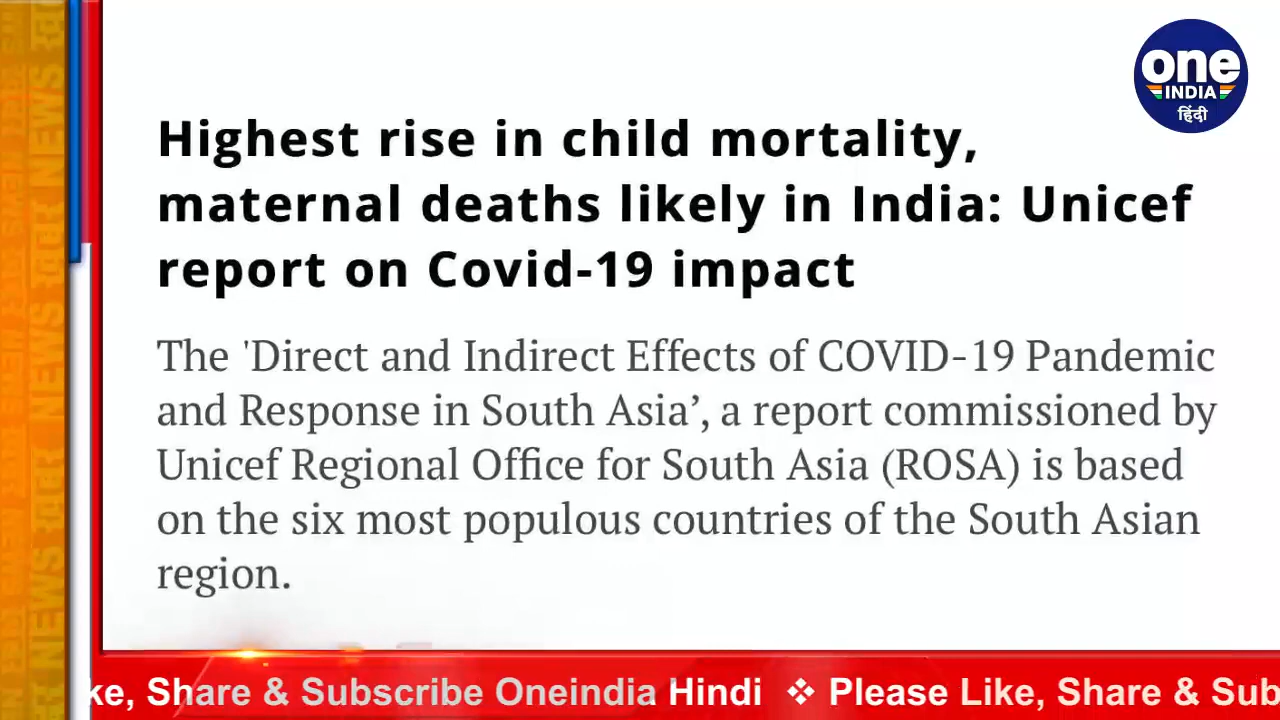 one
INDIA
हिंदी
Highest rise in child mortality,
maternal deaths likely in India: Unicef
report on Covid-19 impact
The 'Direct and Indirect Effects of COVID-19 Pandemic
and Response in South Asia’, a report commissioned by
Unicef Regional Office for South Asia (ROSA) is based
on the six most populous countries of the South Asian
region.
ke, Share & Subscribe Oneindia Hindi ❖ Please Like, Share & Sub